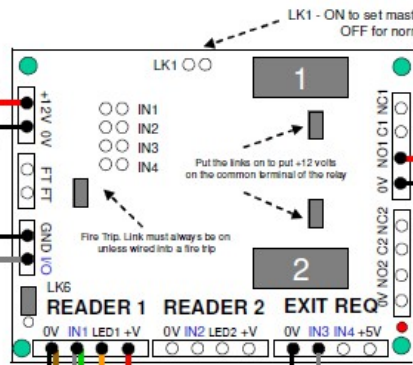 LK1 - ON to set mast
OFF for norr
LK1
1
+12V
0V
IN1
IN2
IN3
IN4
NC1
C1
NO1
0V
FT
FT
Put the links on to put +12 volts
on the common terminal of the relay
Fire Trip. Link must always be on
unless wired into a fire trip
GND
I/O
NC2
C2
NO2
0V
2
LK6
READER 1
READER 2
EXIT REQ
0V IN1 LED1 +V
0V IN2 LED2 +V
0V IN3 IN4 +5V